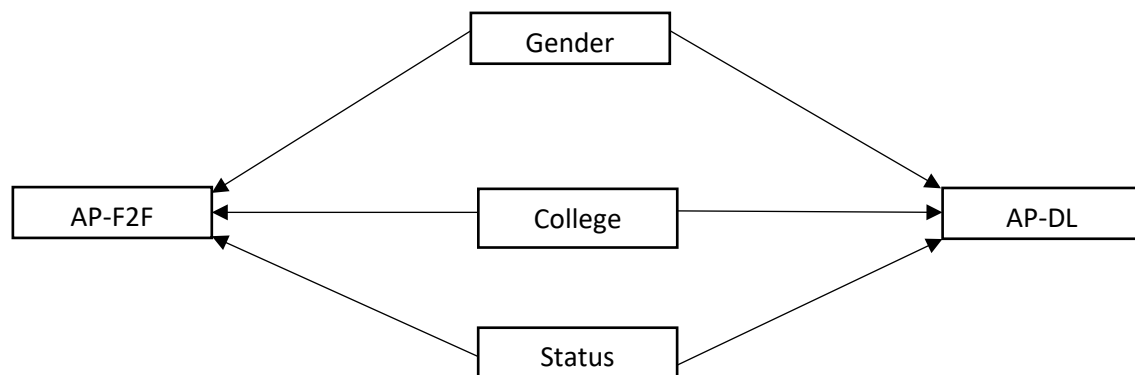 Gender
AP-F2F
College
AP-DL
Status